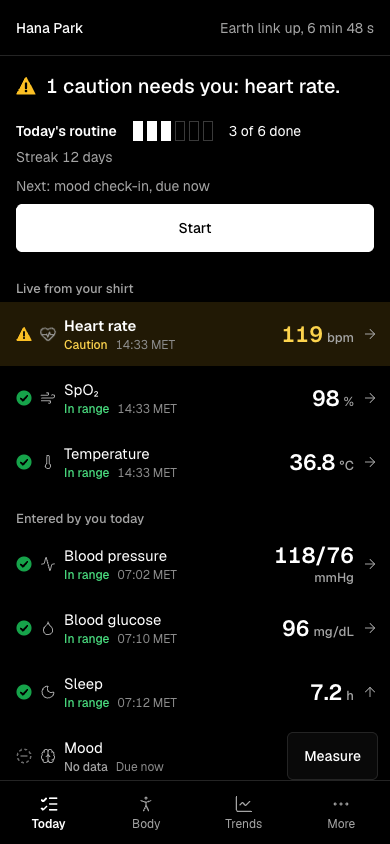 Hana Park
Earth link up, 6 min 48 s
1 caution needs you: heart rate.
Today's routine 3 of 6 done
Streak 12 days
Next: mood check-in, due now
Start
Live from your shirt
Heart rate
119 bpm
Caution 14:33 MET
SpO₂
98 %
In range 14:33 MET
Temperature
36.8 °C
In range 14:33 MET
Entered by you today
Blood pressure
118/76
mmHg
In range 07:02 MET
Blood glucose
96 mg/dL
In range 07:10 MET
Sleep
7.2 h
In range 07:12 MET
Mood
Measure
No data Due now
Today Body Trends More